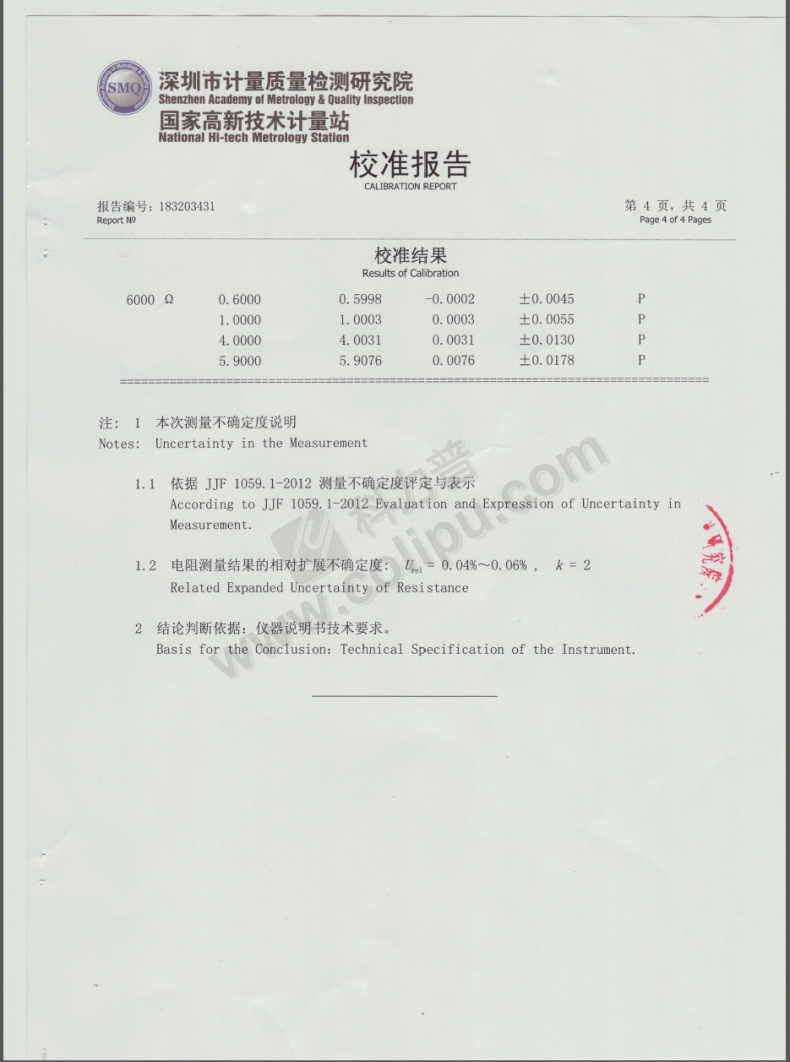 SMQ
深圳市计量质量检测研究院
Shenzhen Academy of Metrology & Quality Inspection
国家高新技术计量站
National Hi-tech Metrology Station
校准报告
CALIBRATION REPORT
报告编号：183203431
Report №
第 4 页，共 4 页
Page 4 of 4 Pages
校准结果
Results of Calibration
6000 Ω 0.6000 0.5998 -0.0002 ±0.0045 P
1.0000 1.0003 0.0003 ±0.0055 P
4.0000 4.0031 0.0031 ±0.0130 P
5.9000 5.9076 0.0076 ±0.0178 P
注: 1 本次测量不确定度说明
Notes: Uncertainty in the Measurement
1.1 依据 JJF 1059.1-2012 测量不确定度评定与表示
According to JJF 1059.1-2012 Evaluation and Expression of Uncertainty in
Measurement.
1.2 电阻测量结果的相对扩展不确定度: Urel = 0.04%～0.06% , k = 2
Related Expanded Uncertainty of Resistance
2 结论判断依据: 仪器说明书技术要求。
Basis for the Conclusion: Technical Specification of the Instrument.
科力普
www.colipu.com
研究院